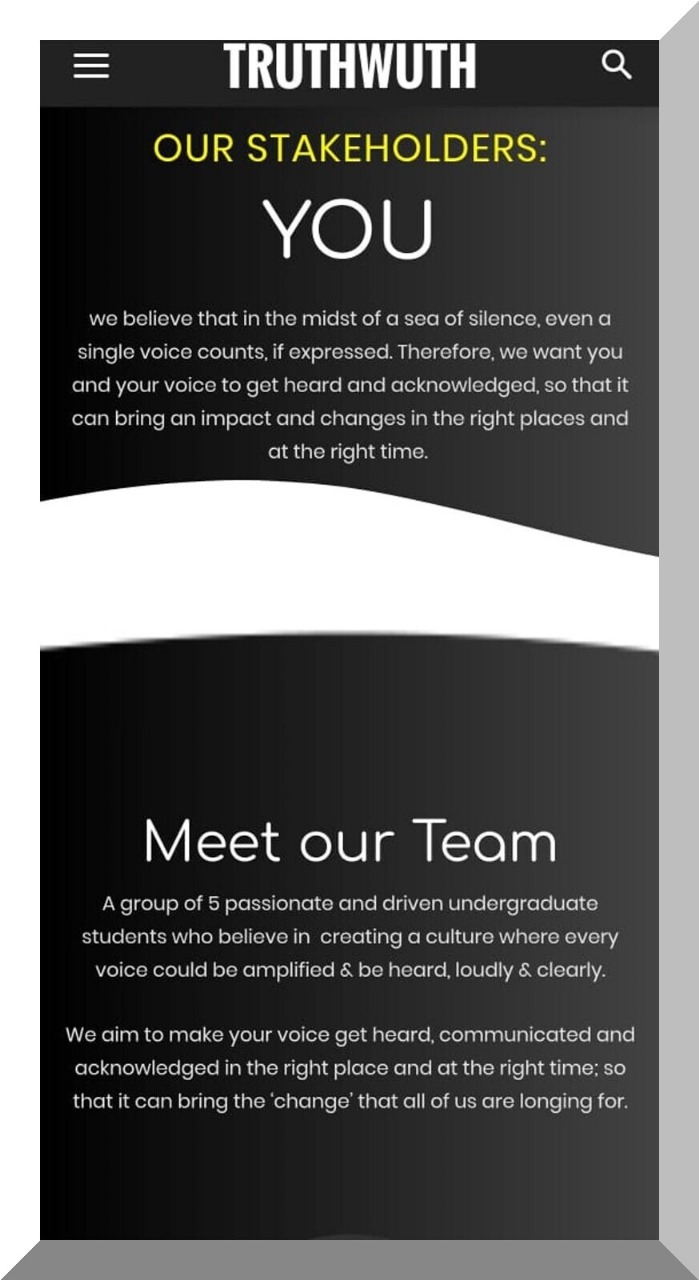 TRUTHWUTH
OUR STAKEHOLDERS:
YOU
we believe that in the midst of a sea of silence, even a
single voice counts, if expressed. Therefore, we want you
and your voice to get heard and acknowledged, so that it
can bring an impact and changes in the right places and
at the right time.
Meet our Team
A group of 5 passionate and driven undergraduate
students who believe in  creating a culture where every
voice could be amplified & be heard, loudly & clearly.
We aim to make your voice get heard, communicated and
acknowledged in the right place and at the right time; so
that it can bring the ‘change’ that all of us are longing for.